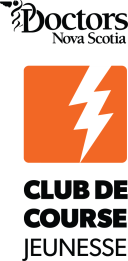 Doctors
Nova Scotia
CLUB DE
COURSE
JEUNESSE